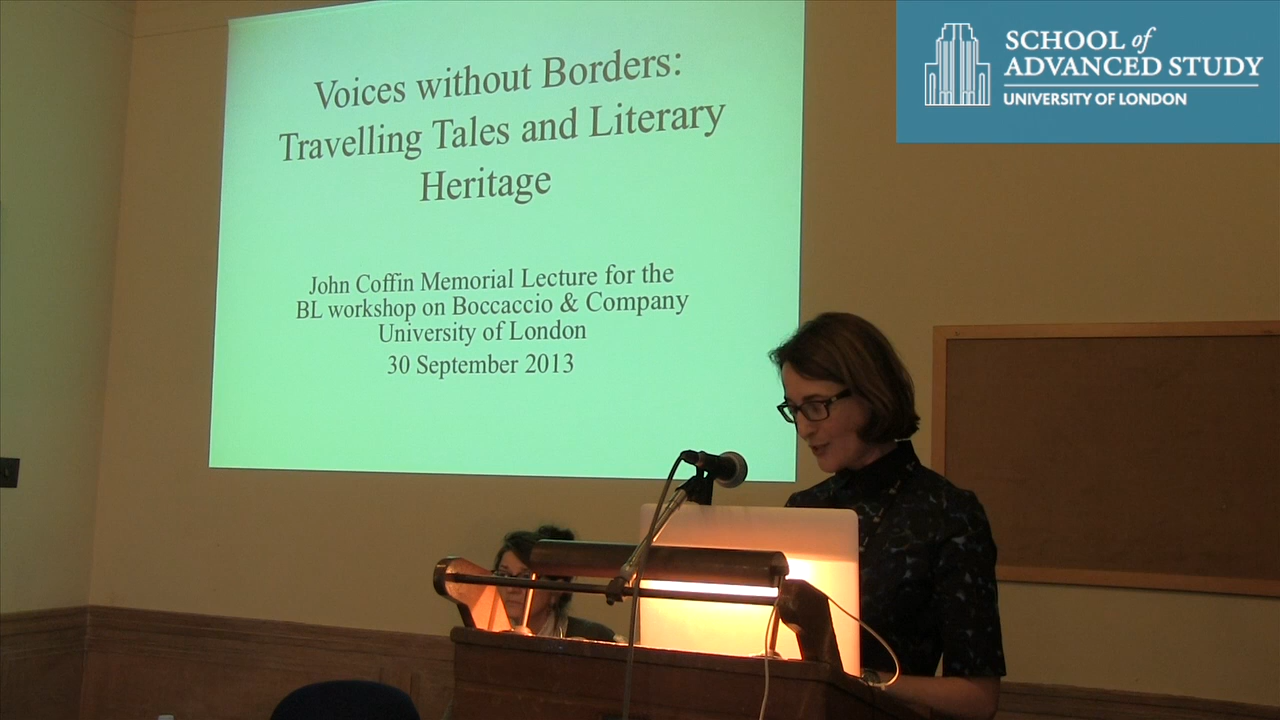 Voices without Borders:
Travelling Tales and Literary
Heritage
John Coffin Memorial Lecture for the
BL workshop on Boccaccio & Company
University of London
30 September 2013
SCHOOL of
ADVANCED STUDY
UNIVERSITY OF LONDON